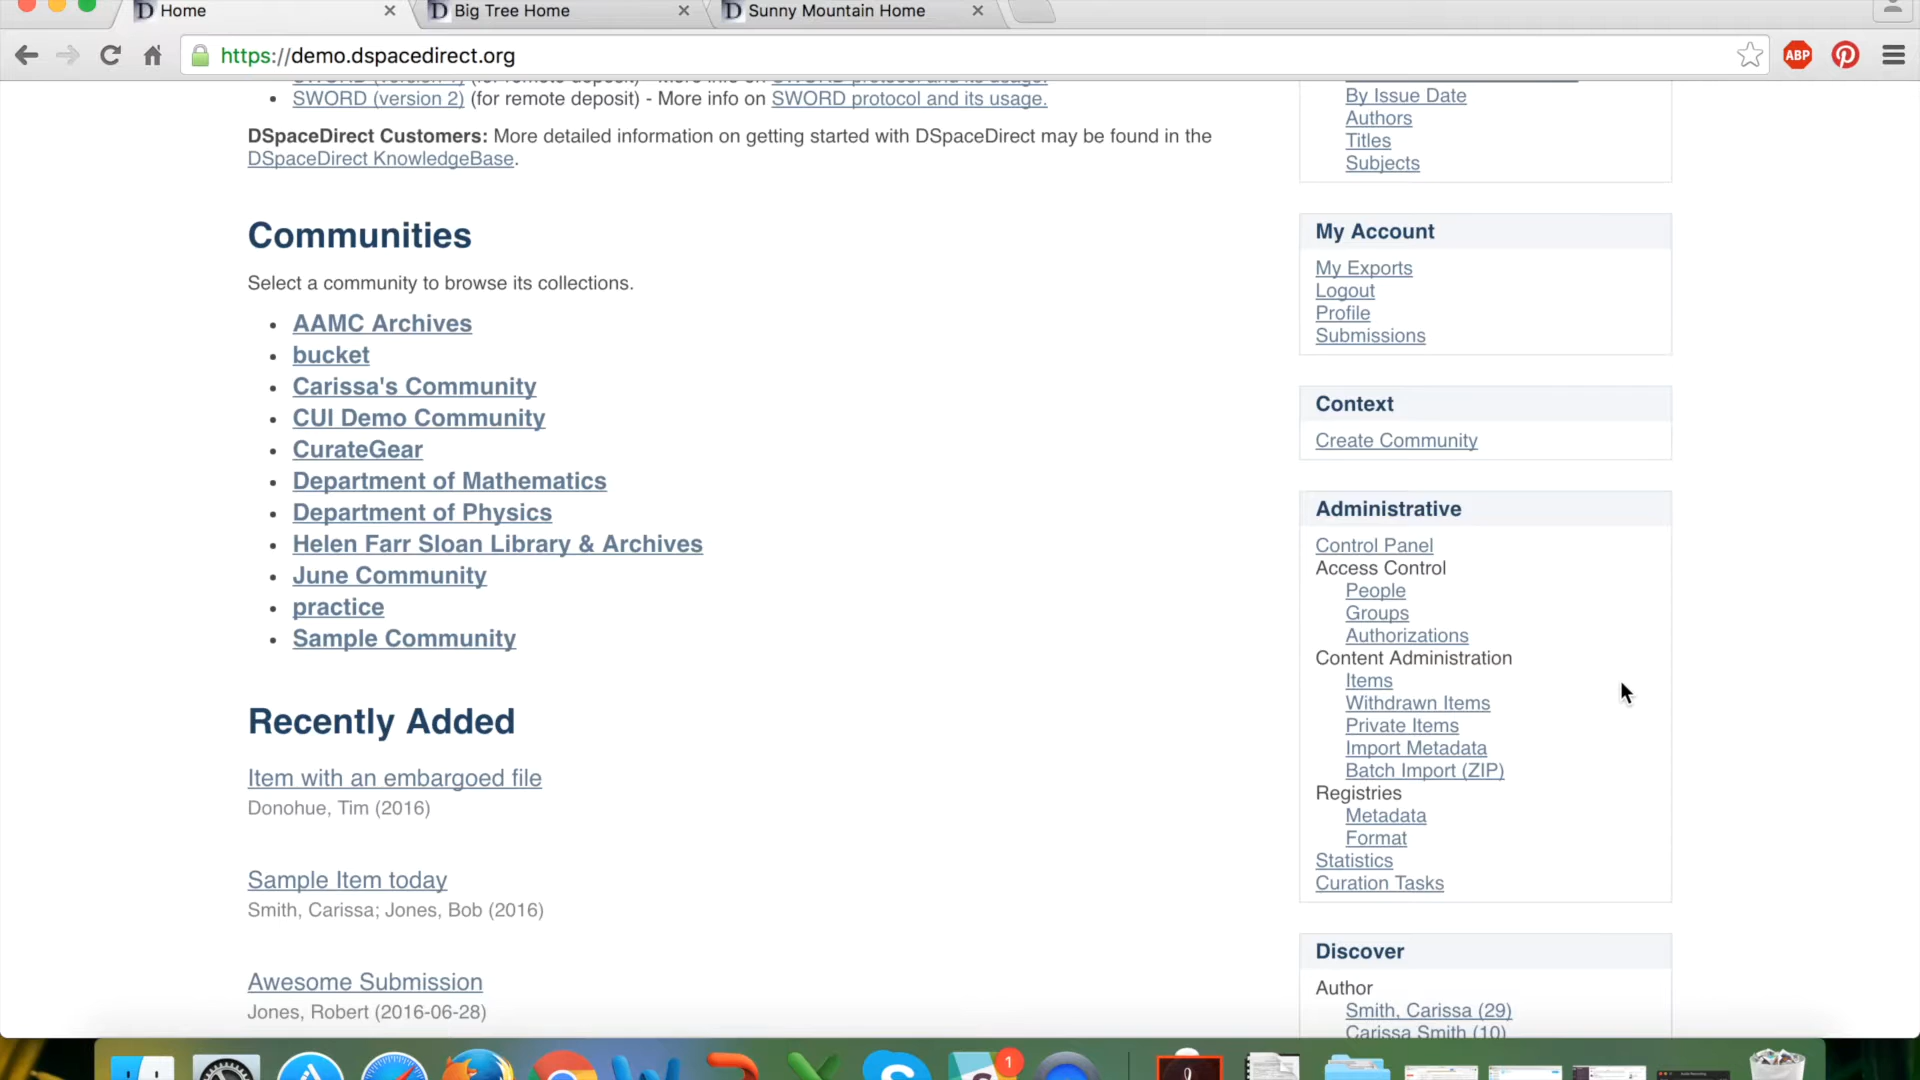 Home
Big Tree Home
Sunny Mountain Home
https://demo.dspacedirect.org
ABP
SWORD (version 2) (for remote deposit) - More info on SWORD protocol and its usage.
DSpaceDirect Customers: More detailed information on getting started with DSpaceDirect may be found in the
DSpaceDirect KnowledgeBase.
Communities
Select a community to browse its collections.
AAMC Archives
bucket
Carissa's Community
CUI Demo Community
CurateGear
Department of Mathematics
Department of Physics
Helen Farr Sloan Library & Archives
June Community
practice
Sample Community
Recently Added
Item with an embargoed file
Donohue, Tim (2016)
Sample Item today
Smith, Carissa; Jones, Bob (2016)
Awesome Submission
Jones, Robert (2016-06-28)
By Issue Date
Authors
Titles
Subjects
My Account
My Exports
Logout
Profile
Submissions
Context
Create Community
Administrative
Control Panel
Access Control
People
Groups
Authorizations
Content Administration
Items
Withdrawn Items
Private Items
Import Metadata
Batch Import (ZIP)
Registries
Metadata
Format
Statistics
Curation Tasks
Discover
Author
Smith, Carissa (29)
Carissa Smith (10)
1